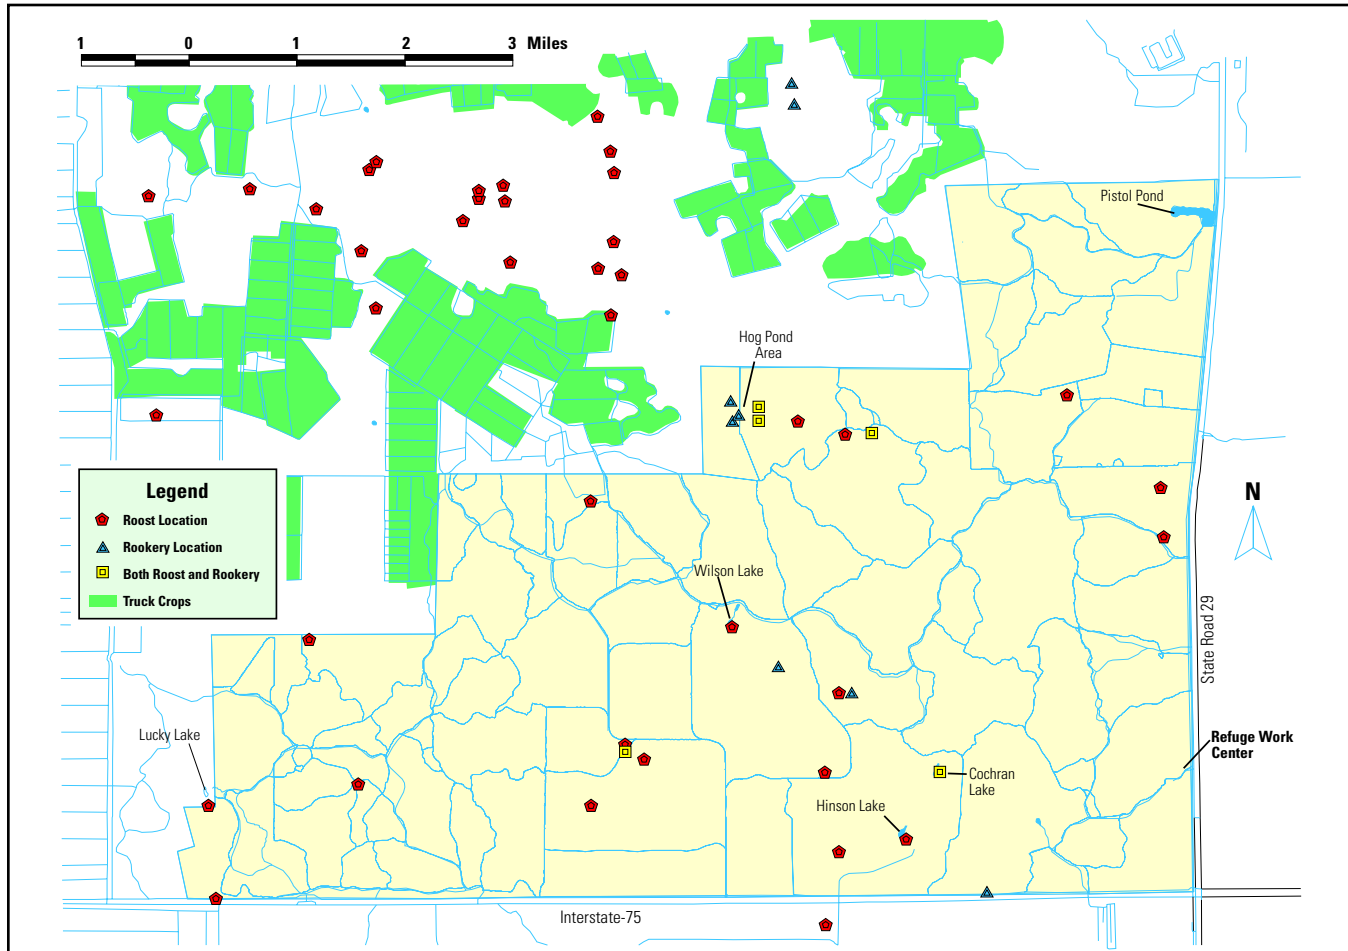 1 0 1 2 3 Miles
Pistol Pond
Hog Pond
Area
Legend
Roost Location
Rookery Location
Both Roost and Rookery
Truck Crops
N
Wilson Lake
State Road 29
Lucky Lake
Refuge Work
Center
Cochran
Lake
Hinson Lake
Interstate-75